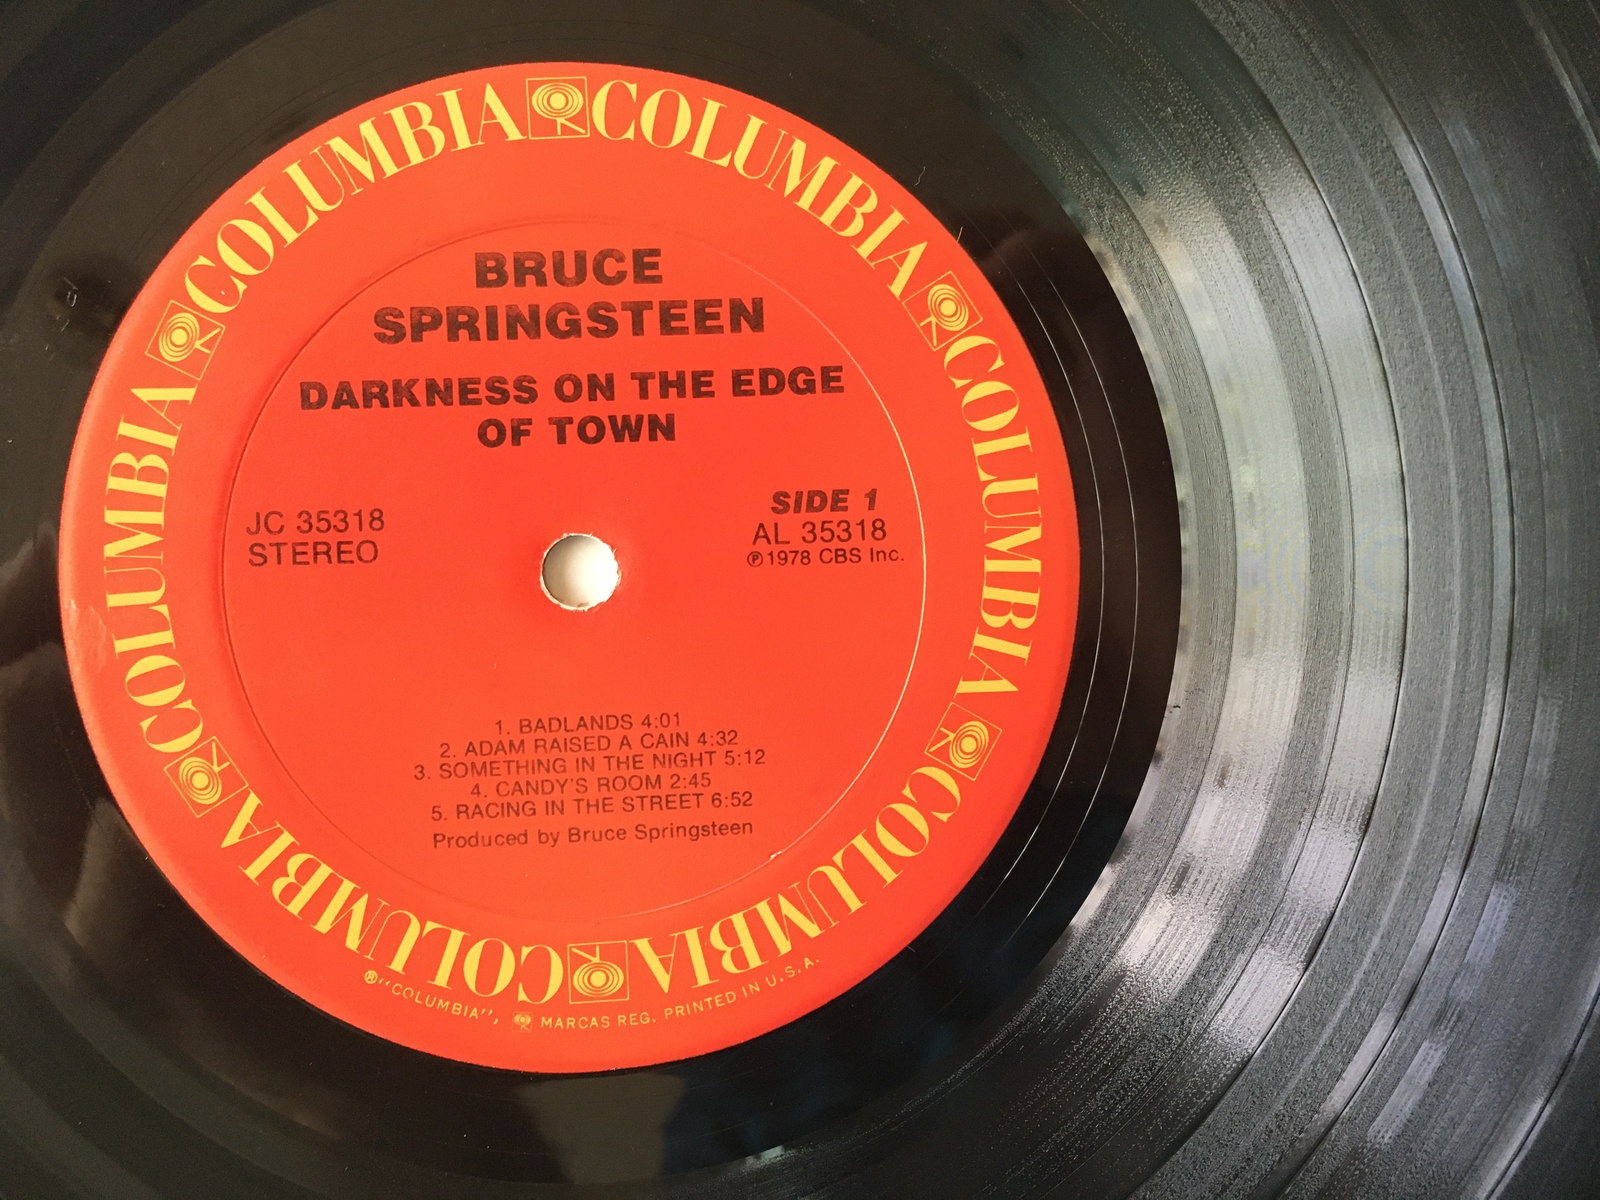 COLUMBIA COLUMBIA COLUMBIA COLUMBIA COLUMBIA COLUMBIA
BRUCE
SPRINGSTEEN
DARKNESS ON THE EDGE
OF TOWN
JC 35318
STEREO
SIDE 1
AL 35318
℗1978 CBS Inc.
1. BADLANDS 4:01
2. ADAM RAISED A CAIN 4:32
3. SOMETHING IN THE NIGHT 5:12
4. CANDY'S ROOM 2:45
5. RACING IN THE STREET 6:52
Produced by Bruce Springsteen
®"COLUMBIA", MARCAS REG. PRINTED IN U.S.A.